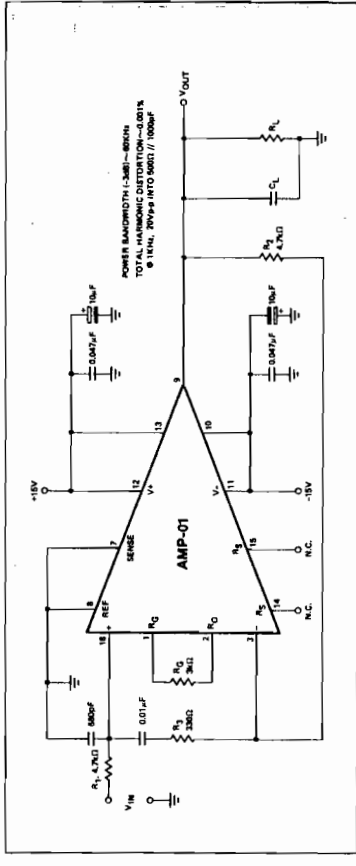 POWER BANDWIDTH (-3dB)~60KHz
TOTAL HARMONIC DISTORTION~0.001%
@ 1KHz, 20Vp-p INTO 500Ω // 1000pF
+15V
0.047μF
10μF
+
12
13
V+
7
SENSE
8
REF
18
+
680pF
R1 4.7kΩ
VIN
0.01μF
R3
330Ω
1
RG
RG
3kΩ
2
RG
3
−
AMP-01
9
VOUT
RL
CL
R2
4.7kΩ
10
11
V-
−15V
0.047μF
10μF
+
RS
15
N.C.
RS
14
N.C.